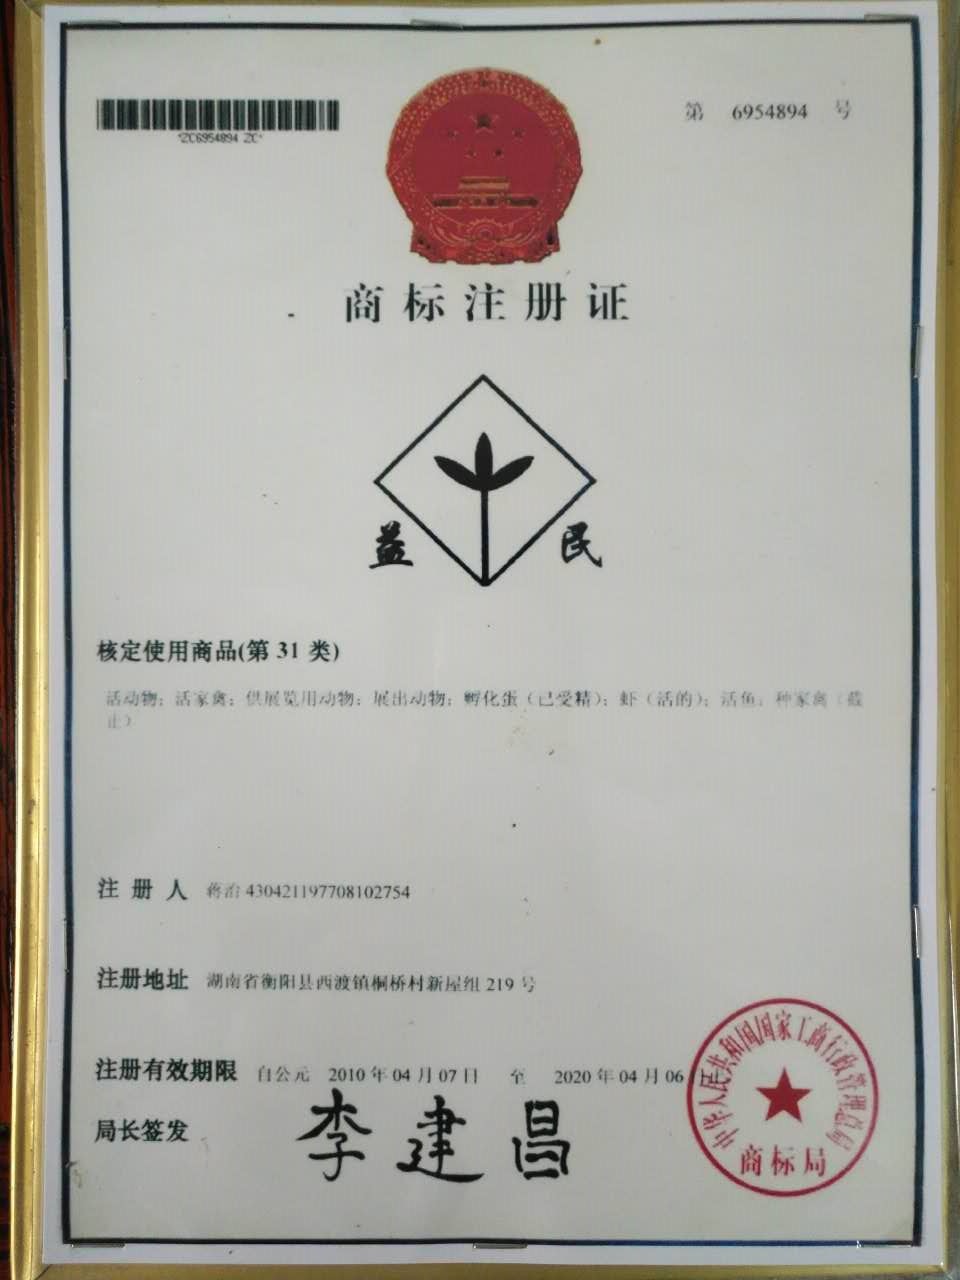 *ZC6954894 ZC*
第 6954894 号
商标注册证
益 民
核定使用商品(第 31 类)
活动物；活家禽；供展览用动物；展出动物；孵化蛋（已受精）；虾（活的）；活鱼；种家禽（截
止）
注 册 人 蒋治 430421197708102754
注册地址 湖南省衡阳县西渡镇桐桥村新屋组 219 号
注册有效期限 自公元 2010 年 04 月 07 日 至 2020 年 04 月 06
局长签发 李建昌
中华人民共和国国家工商行政管理总局
商标局